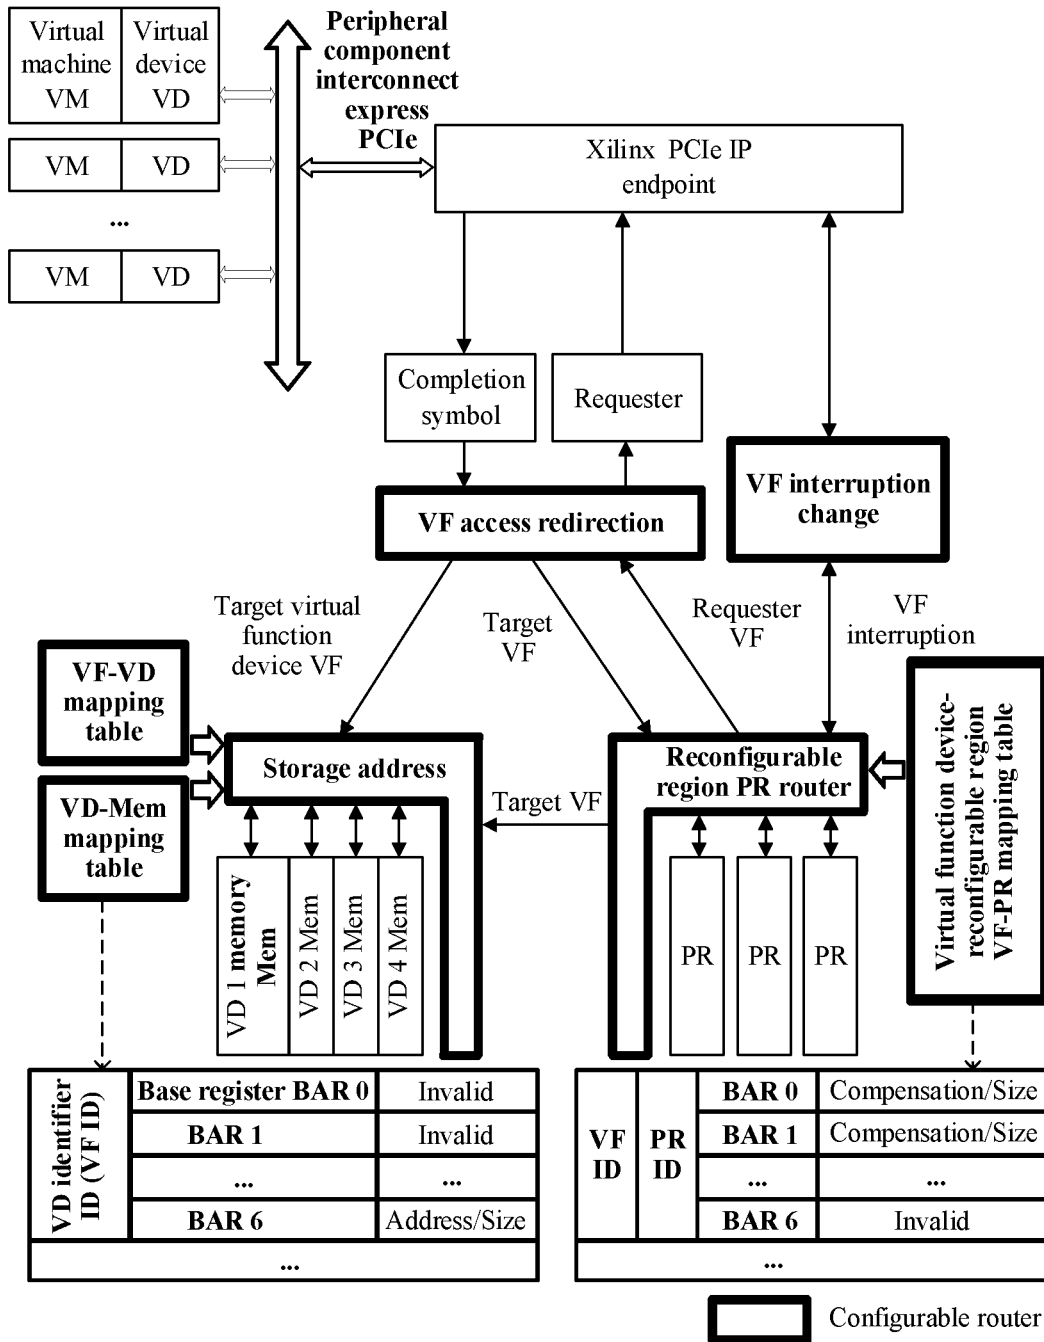 Virtual machine VM
Virtual device VD
VM
VD
...
VM
VD
Peripheral
component
interconnect
express
PCIe
Xilinx PCIe IP
endpoint
Completion
symbol
Requester
VF interruption
change
VF access redirection
Target virtual
function
device VF
Target
VF
Requester
VF
VF
interruption
VF-VD
mapping
table
VD-Mem
mapping
table
Storage address
Target VF
Reconfigurable
region PR router
Virtual function device-
reconfigurable region
VF-PR mapping table
VD 1 memory
Mem
VD 2 Mem
VD 3 Mem
VD 4 Mem
PR
PR
PR
VD identifier
ID (VF ID)
Base register BAR 0
Invalid
BAR 1
Invalid
...
...
BAR 6
Address/Size
...
VF
ID
PR
ID
BAR 0
Compensation/Size
BAR 1
Compensation/Size
...
...
BAR 6
Invalid
...
Configurable router